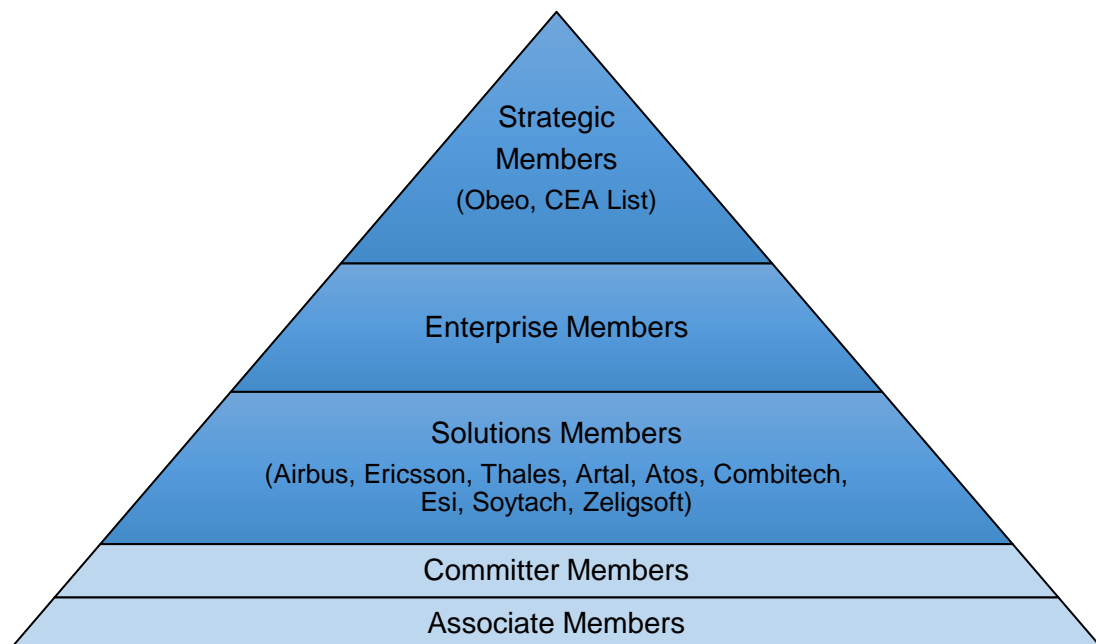 Strategic
Members
(Obeo, CEA List)
Enterprise Members
Solutions Members
(Airbus, Ericsson, Thales, Artal, Atos, Combitech,
Esi, Soytach, Zeligsoft)
Committer Members
Associate Members